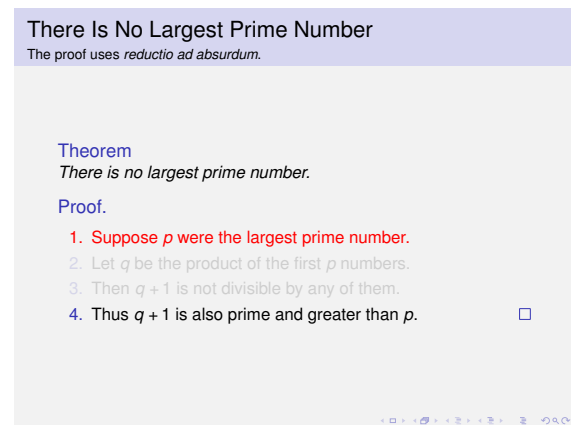 There Is No Largest Prime Number
The proof uses reductio ad absurdum.
Theorem
There is no largest prime number.
Proof.
1. Suppose p were the largest prime number.
2. Let q be the product of the first p numbers.
3. Then q + 1 is not divisible by any of them.
4. Thus q + 1 is also prime and greater than p.